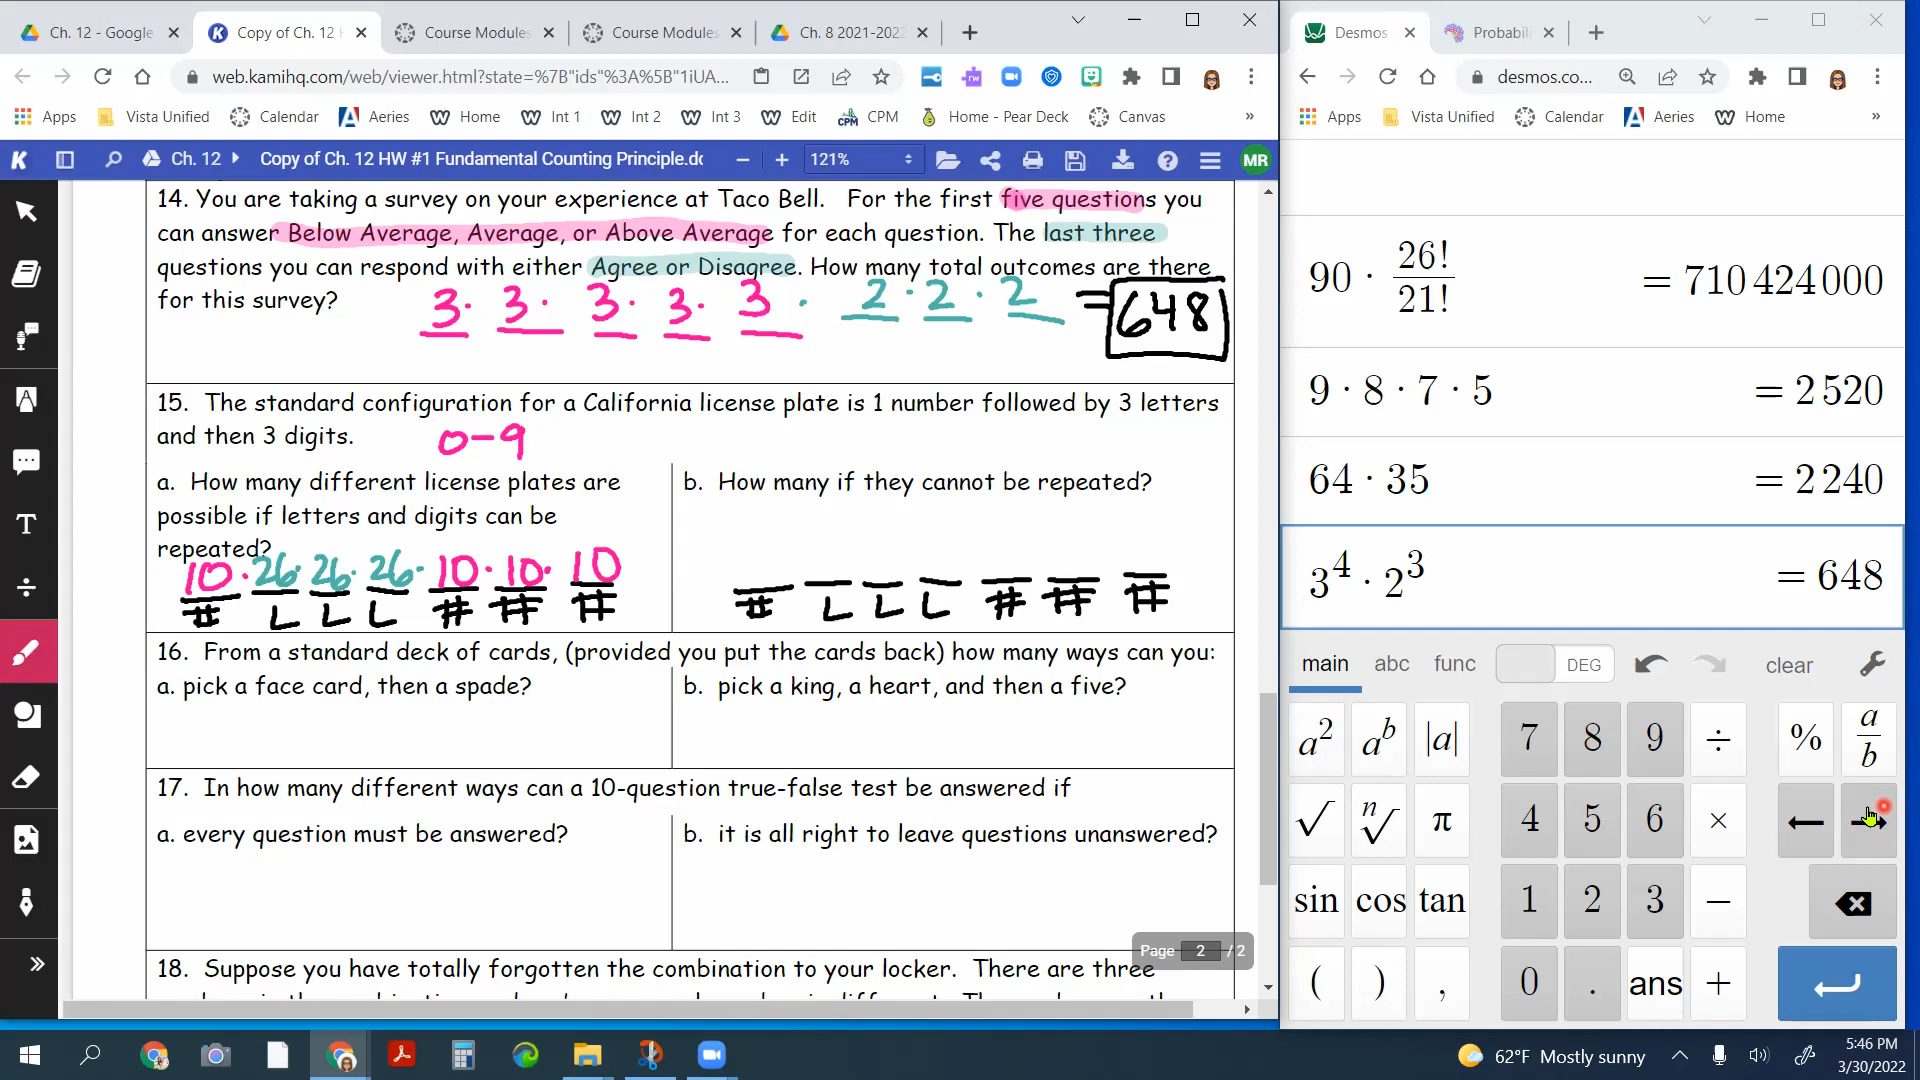 Ch. 12 - Google
Copy of Ch. 12 H
Course Modules
Course Modules
Ch. 8 2021-2022
web.kamihq.com/web/viewer.html?state=%7B"ids"%3A%5B"1iUA...
Apps
Vista Unified
Calendar
Aeries
Home
Int 1
Int 2
Int 3
Edit
CPM
Home - Pear Deck
Canvas
»
K
Ch. 12
Copy of Ch. 12 HW #1 Fundamental Counting Principle.dc
121%
MR
14. You are taking a survey on your experience at Taco Bell. For the first five questions you
can answer Below Average, Average, or Above Average for each question. The last three
questions you can respond with either Agree or Disagree. How many total outcomes are there
for this survey?
3 · 3 · 3 · 3 · 3 · 2 · 2 · 2 = 648
15. The standard configuration for a California license plate is 1 number followed by 3 letters
and then 3 digits.
0-9
a. How many different license plates are
possible if letters and digits can be
repeated?
10 · 26 · 26 · 26 · 10 · 10 · 10
# L L L # # #
b. How many if they cannot be repeated?
# L L L # # #
16. From a standard deck of cards, (provided you put the cards back) how many ways can you:
a. pick a face card, then a spade?
b. pick a king, a heart, and then a five?
17. In how many different ways can a 10-question true-false test be answered if
a. every question must be answered?
b. it is all right to leave questions unanswered?
18. Suppose you have totally forgotten the combination to your locker. There are three
Page 2 / 2
Desmos
Probabili
desmos.co...
Apps
Vista Unified
Calendar
Aeries
Home
»
90 · 26!/21! = 710424000
9 · 8 · 7 · 5 = 2520
64 · 35 = 2240
3^4 · 2^3 = 648
main abc func DEG clear
a^2 a^b |a| 7 8 9 ÷ % a/b
√ n√ π 4 5 6 × ← →
sin cos tan 1 2 3 −
( ) , 0 . ans +
62°F Mostly sunny
5:46 PM
3/30/2022